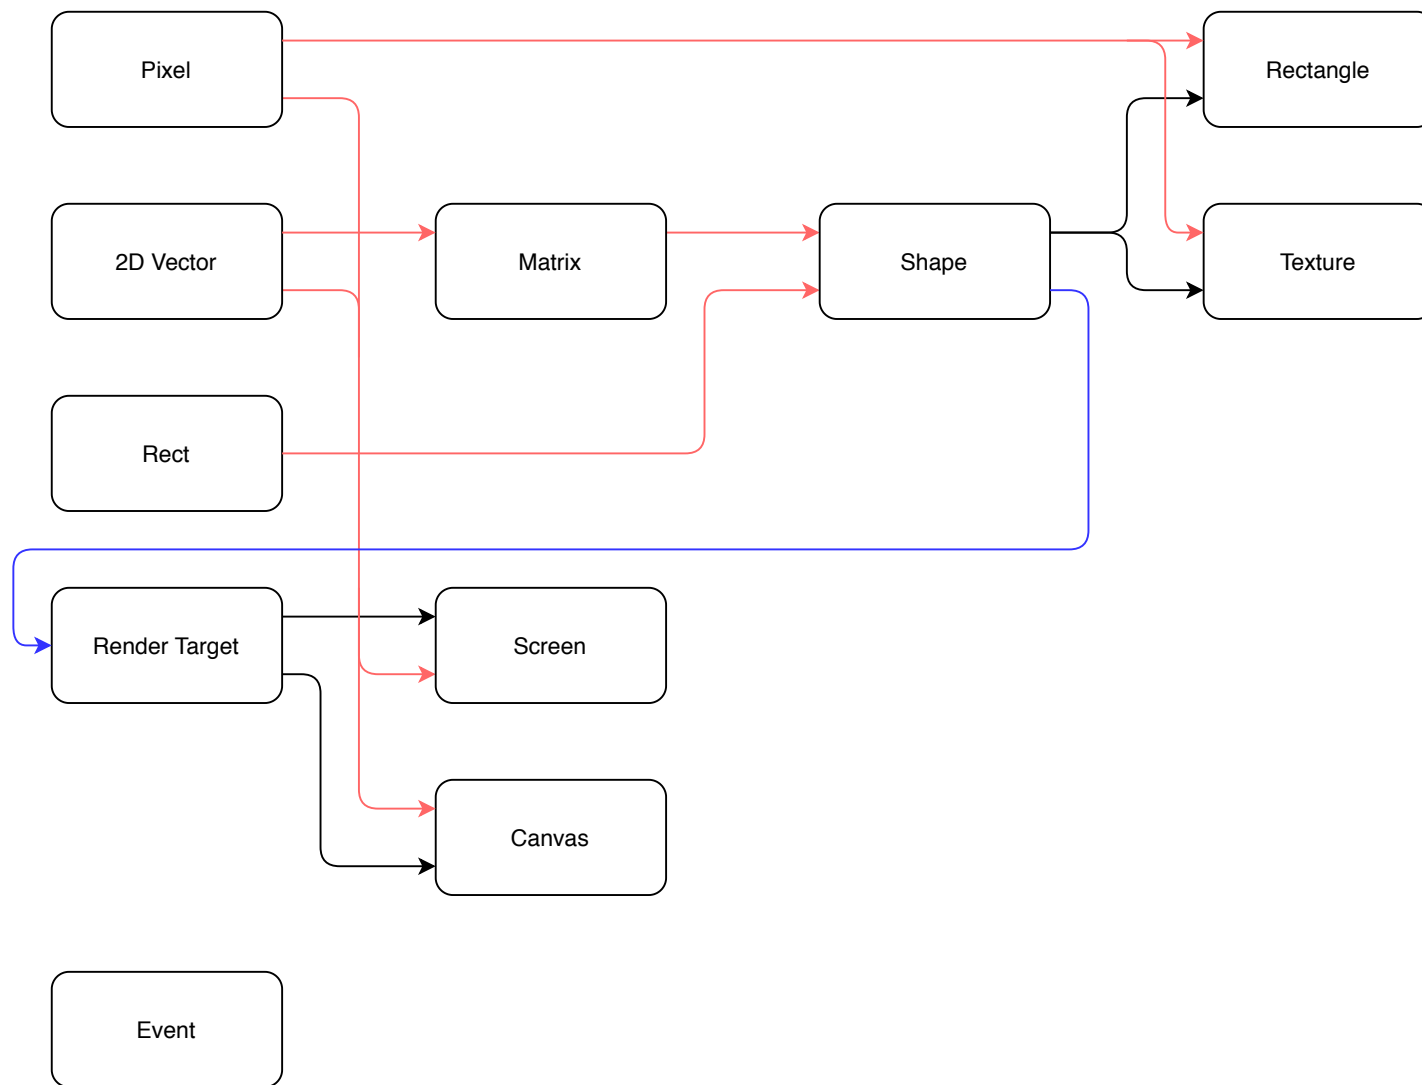 Pixel
Rectangle
2D Vector
Matrix
Shape
Texture
Rect
Render Target
Screen
Canvas
Event